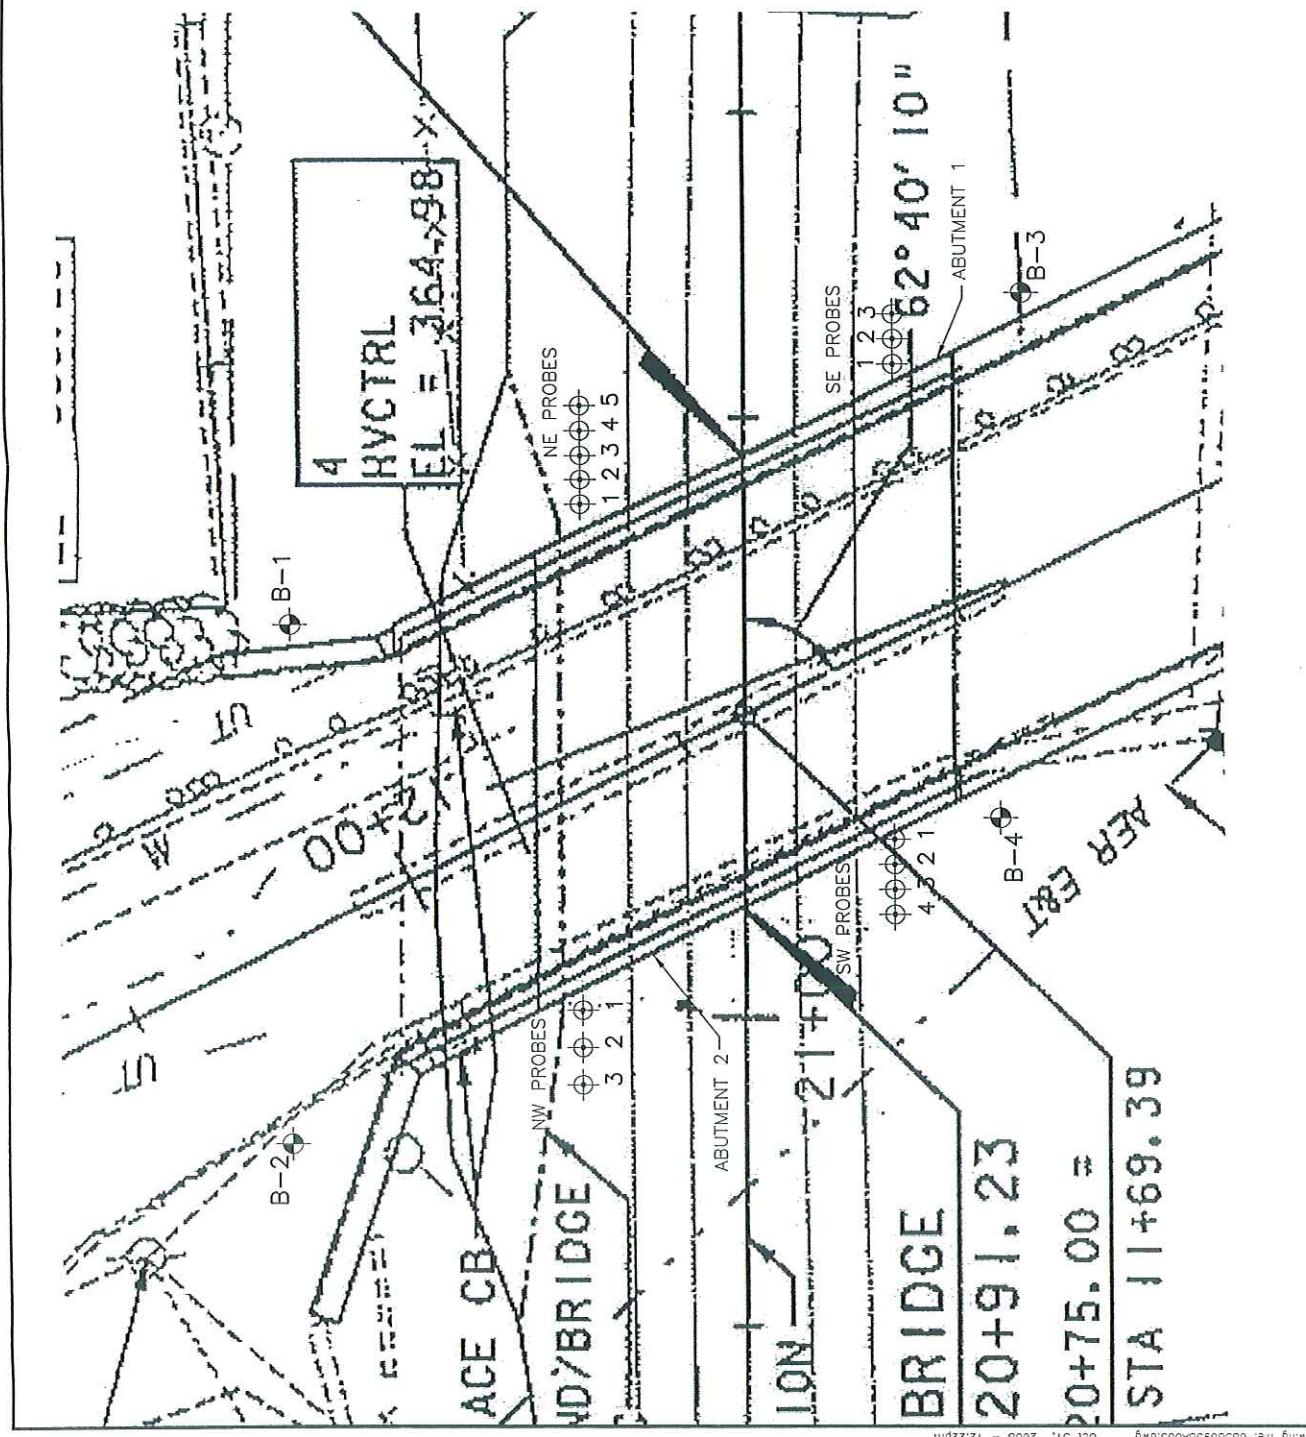 4
HVCTRL
EL = 364.98
62° 40' 10"
ABUTMENT 1
B-3
SE PROBES
1 2 3
NE PROBES
1 2 3 4 5
B-1
2+00
SW PROBES
4 3 2 1
B-4
AER E&T
NW PROBES
3 2 1
ABUTMENT 2
21+00
B-2
ACE CB
ND/BRIDGE
ION
BRIDGE
20+91.23
20+75.00 =
STA 11+69.39